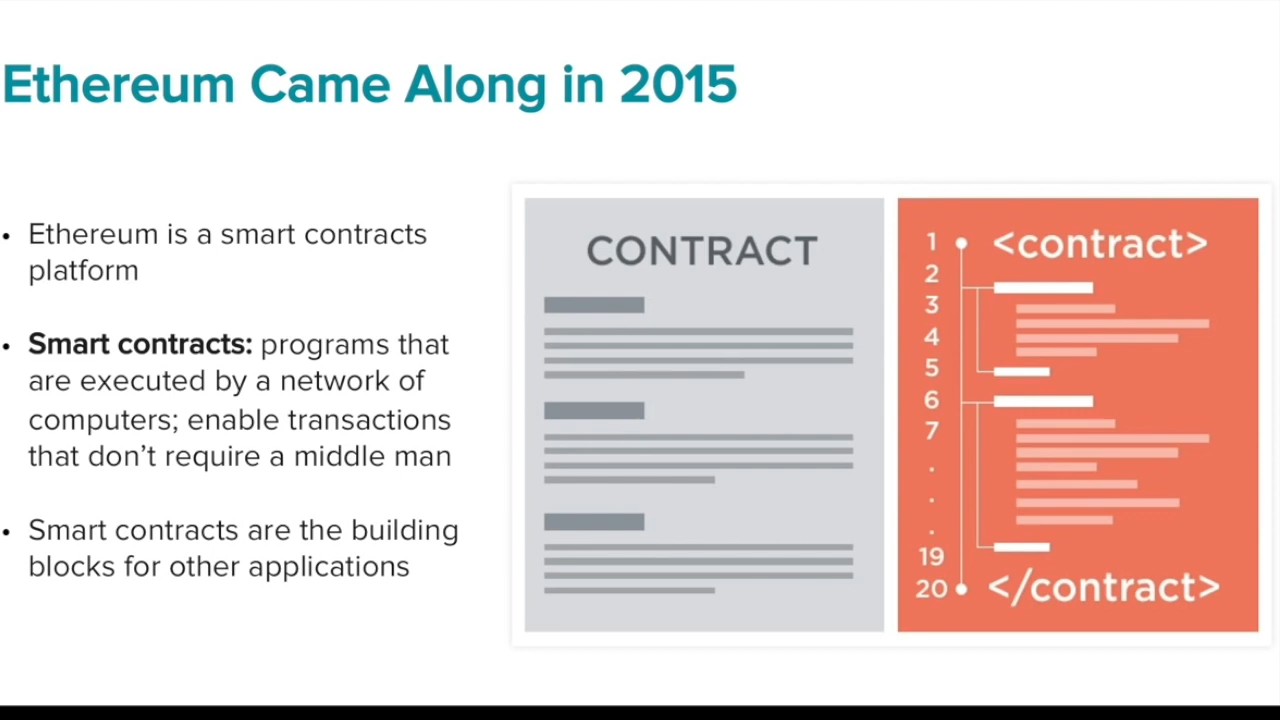 Ethereum Came Along in 2015
• Ethereum is a smart contracts
platform
• Smart contracts: programs that
are executed by a network of
computers; enable transactions
that don’t require a middle man
• Smart contracts are the building
blocks for other applications
CONTRACT
1 <contract>
2
3
4
5
6
7
.
.
.
19
20 </contract>